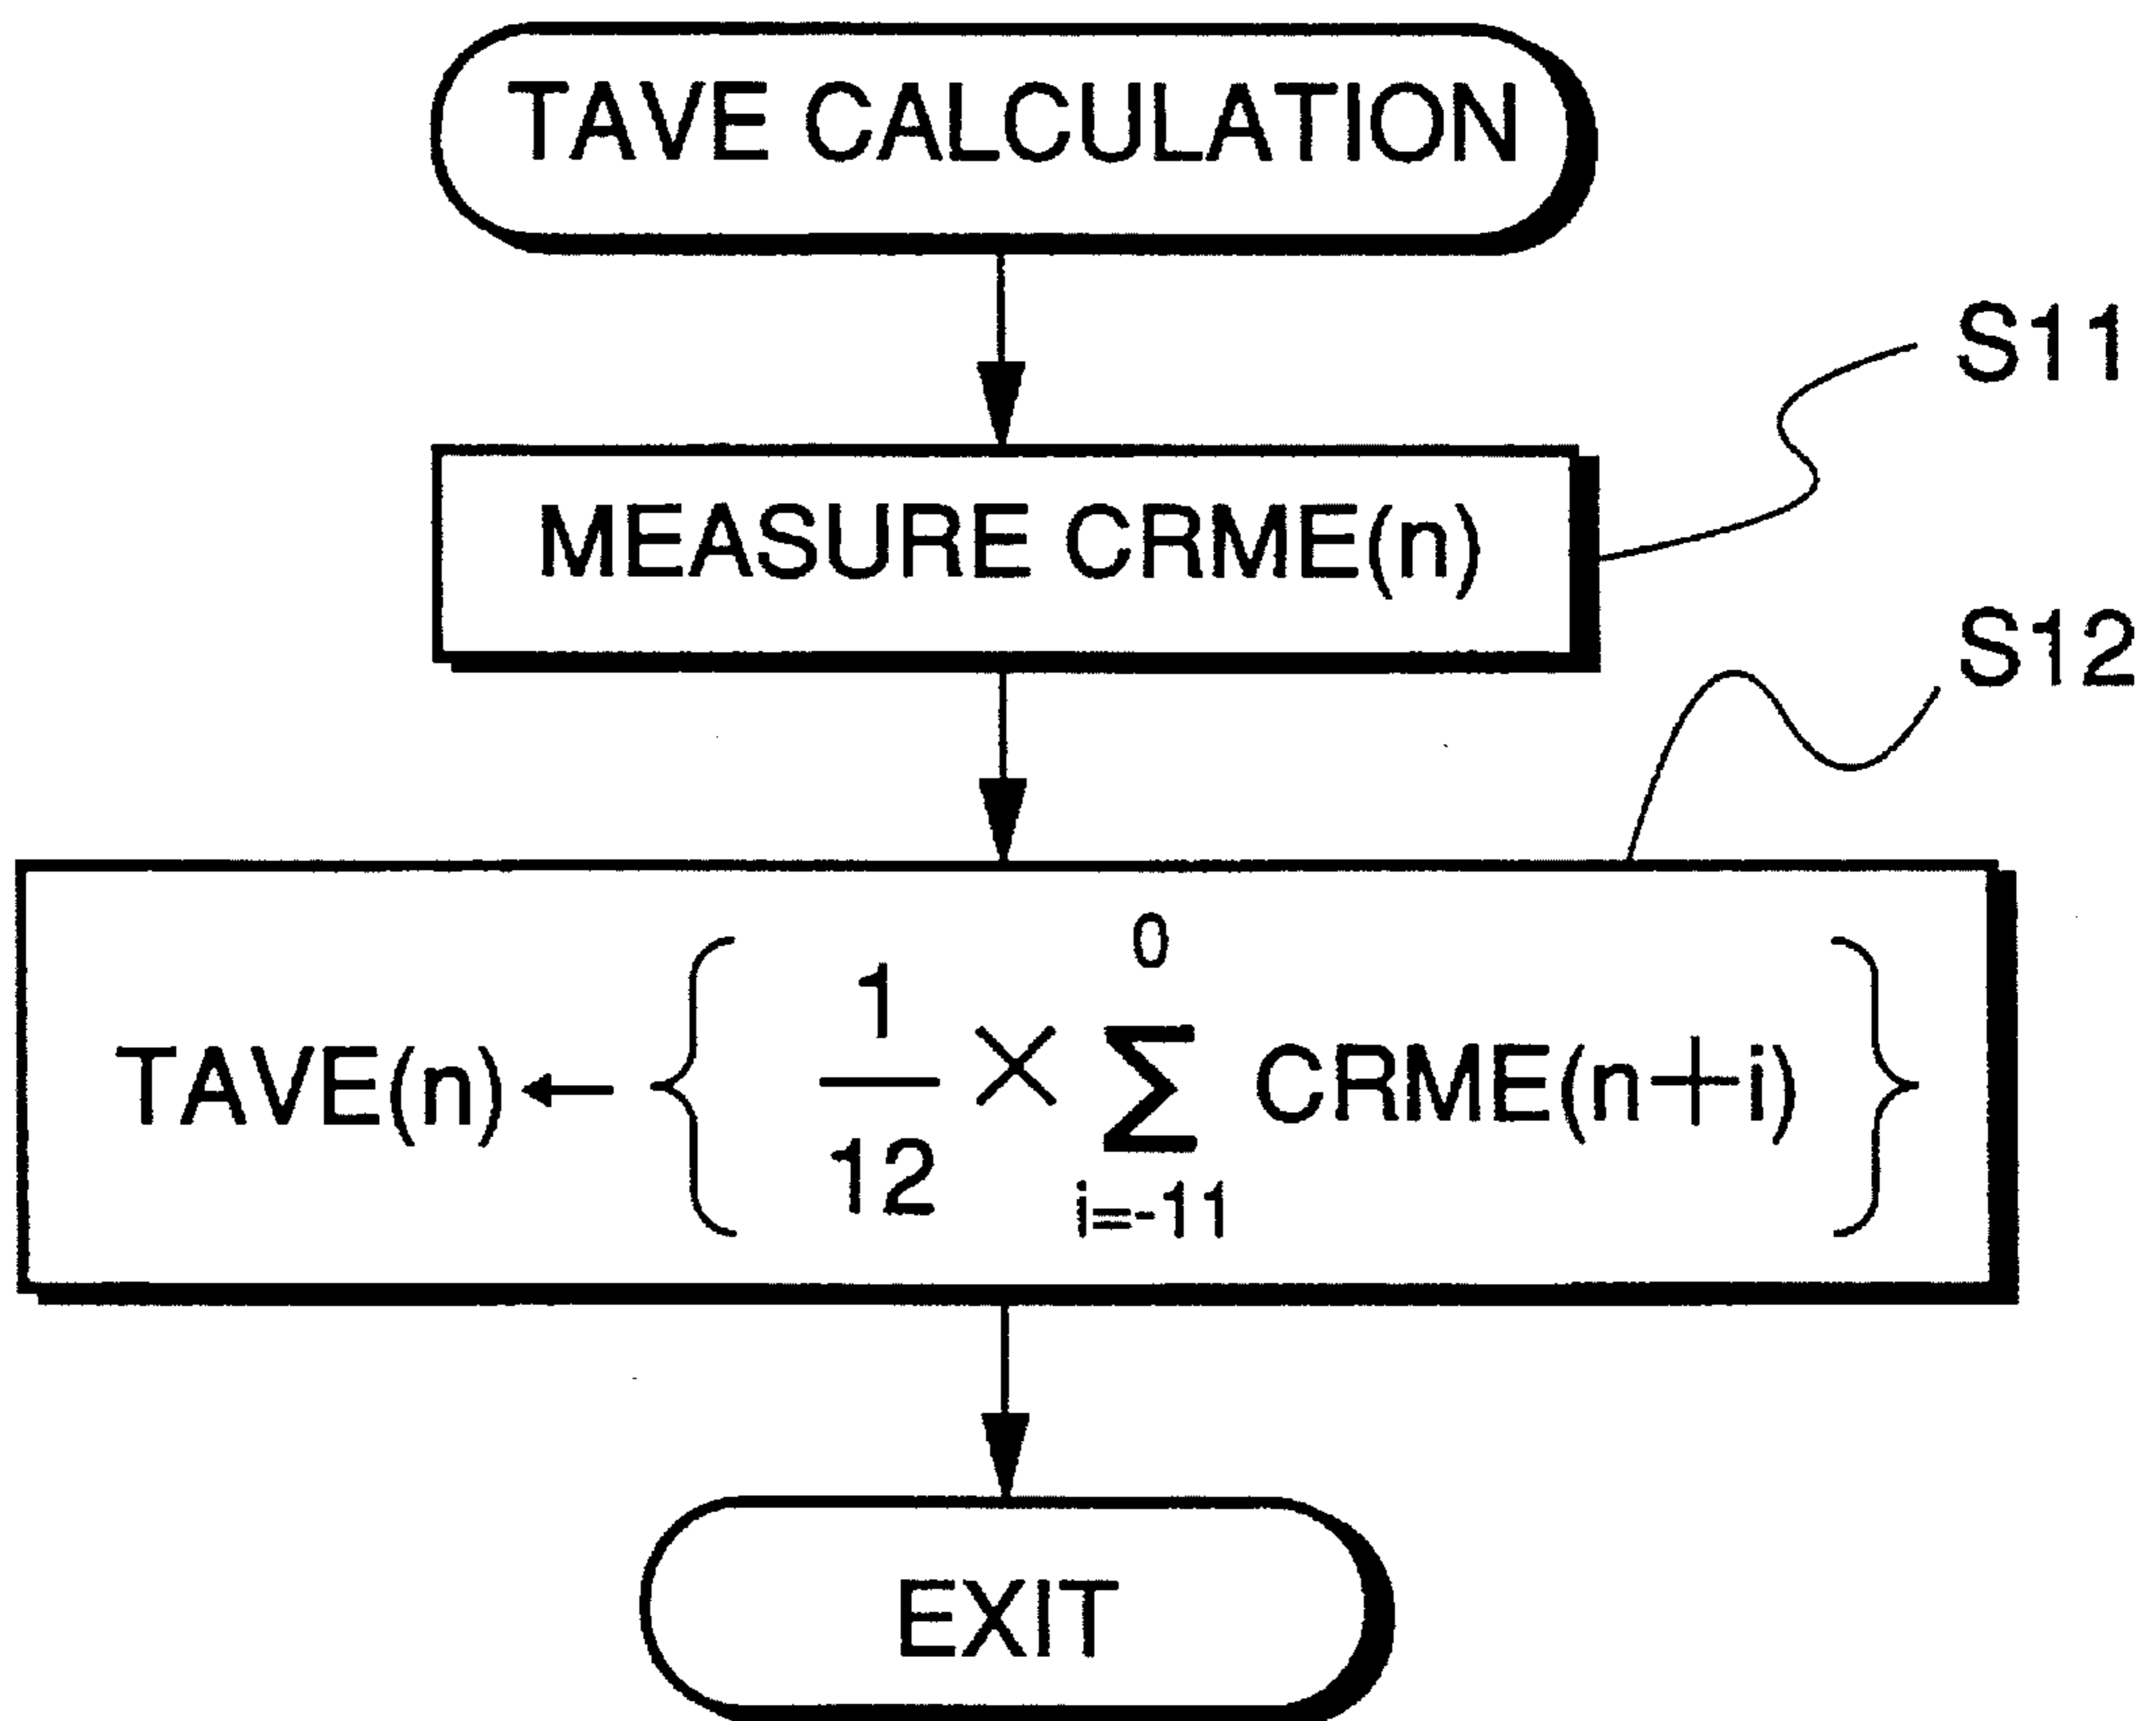 TAVE CALCULATION
S11
MEASURE CRME(n)
S12
TAVE(n)← { 1/12 × Σ CRME(n+i) }
0
i=-11
EXIT